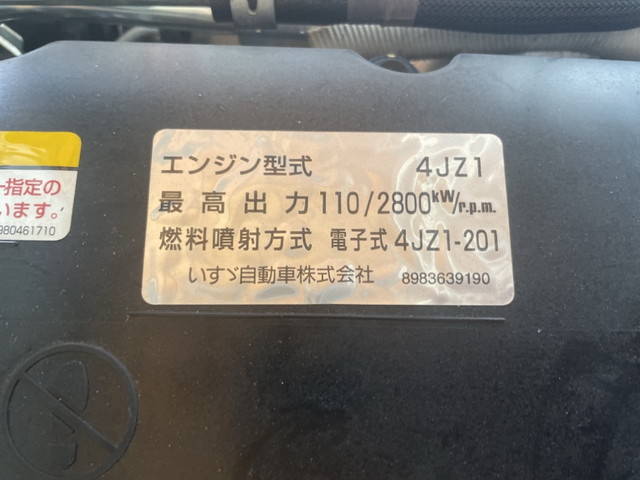 エンジン型式 4JZ1
最高出力 110/2800kW/r.p.m.
燃料噴射方式 電子式 4JZ1-201
いすゞ自動車株式会社 8983639190
指定の
います。
980461710